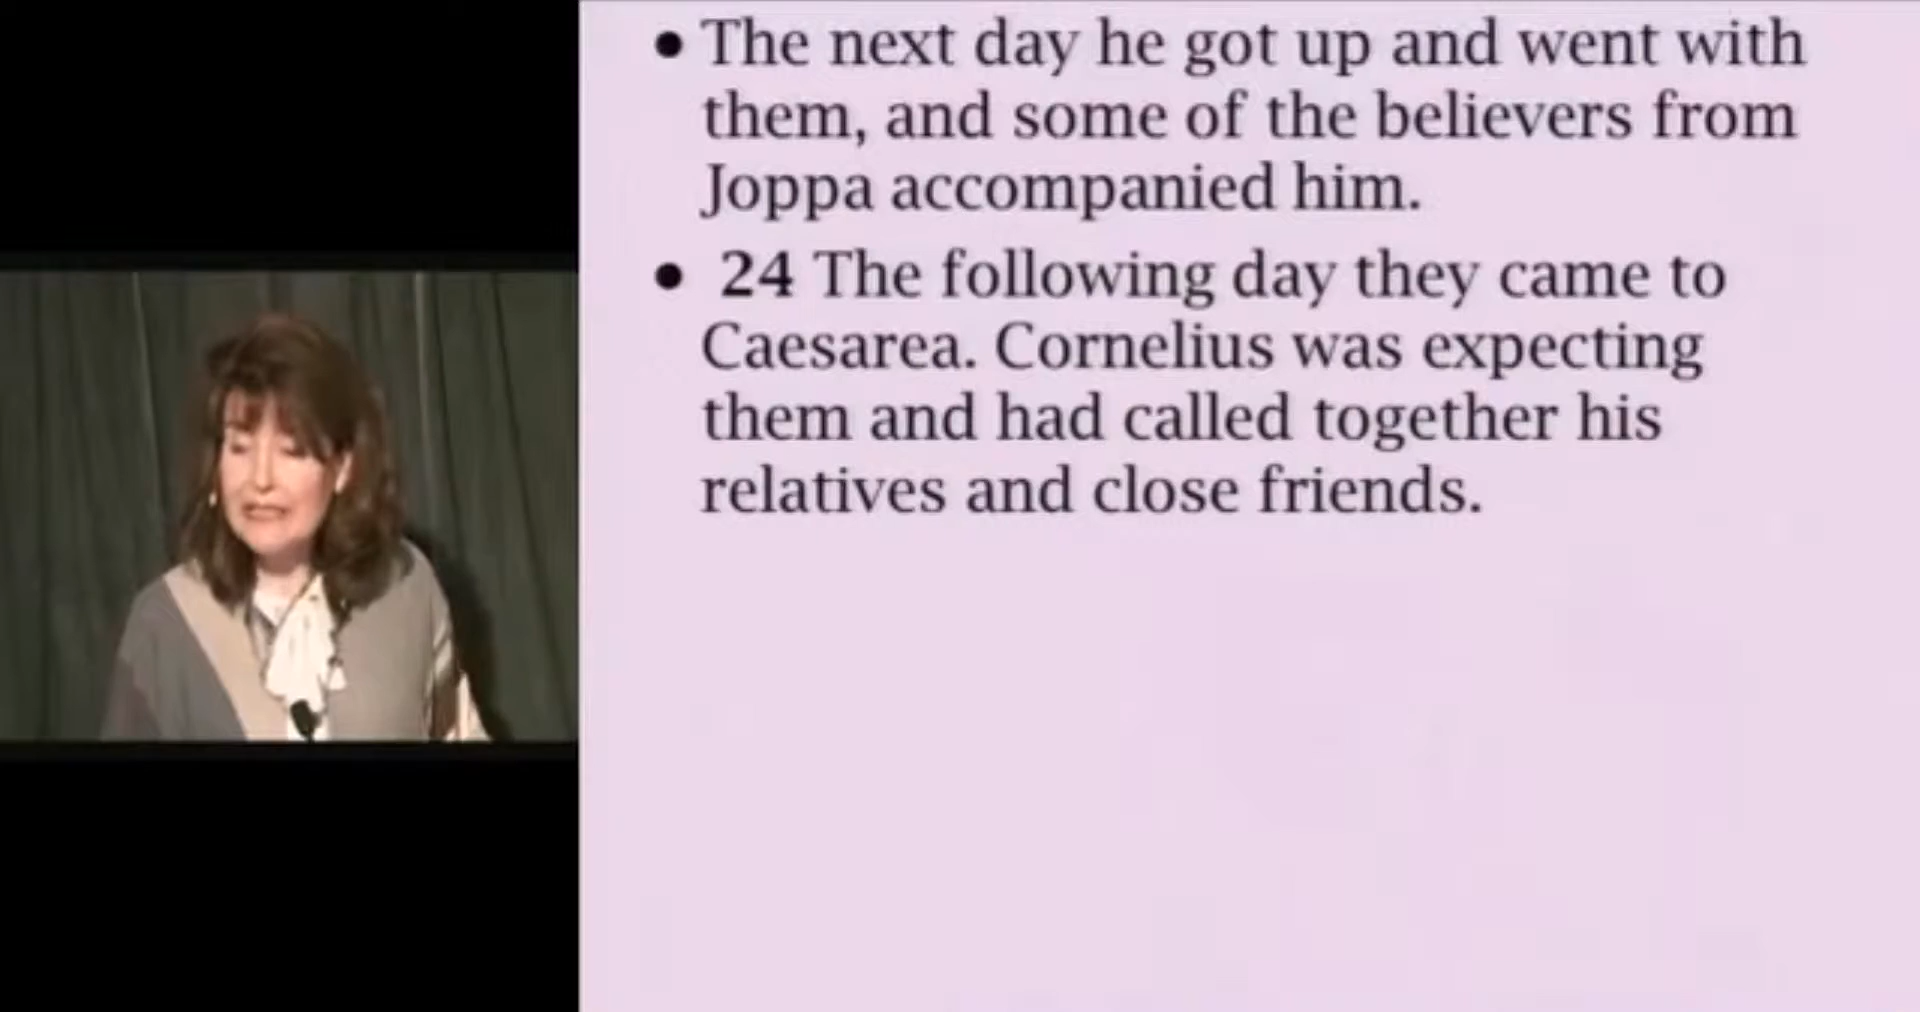 • The next day he got up and went with
them, and some of the believers from
Joppa accompanied him.
• 24 The following day they came to
Caesarea. Cornelius was expecting
them and had called together his
relatives and close friends.